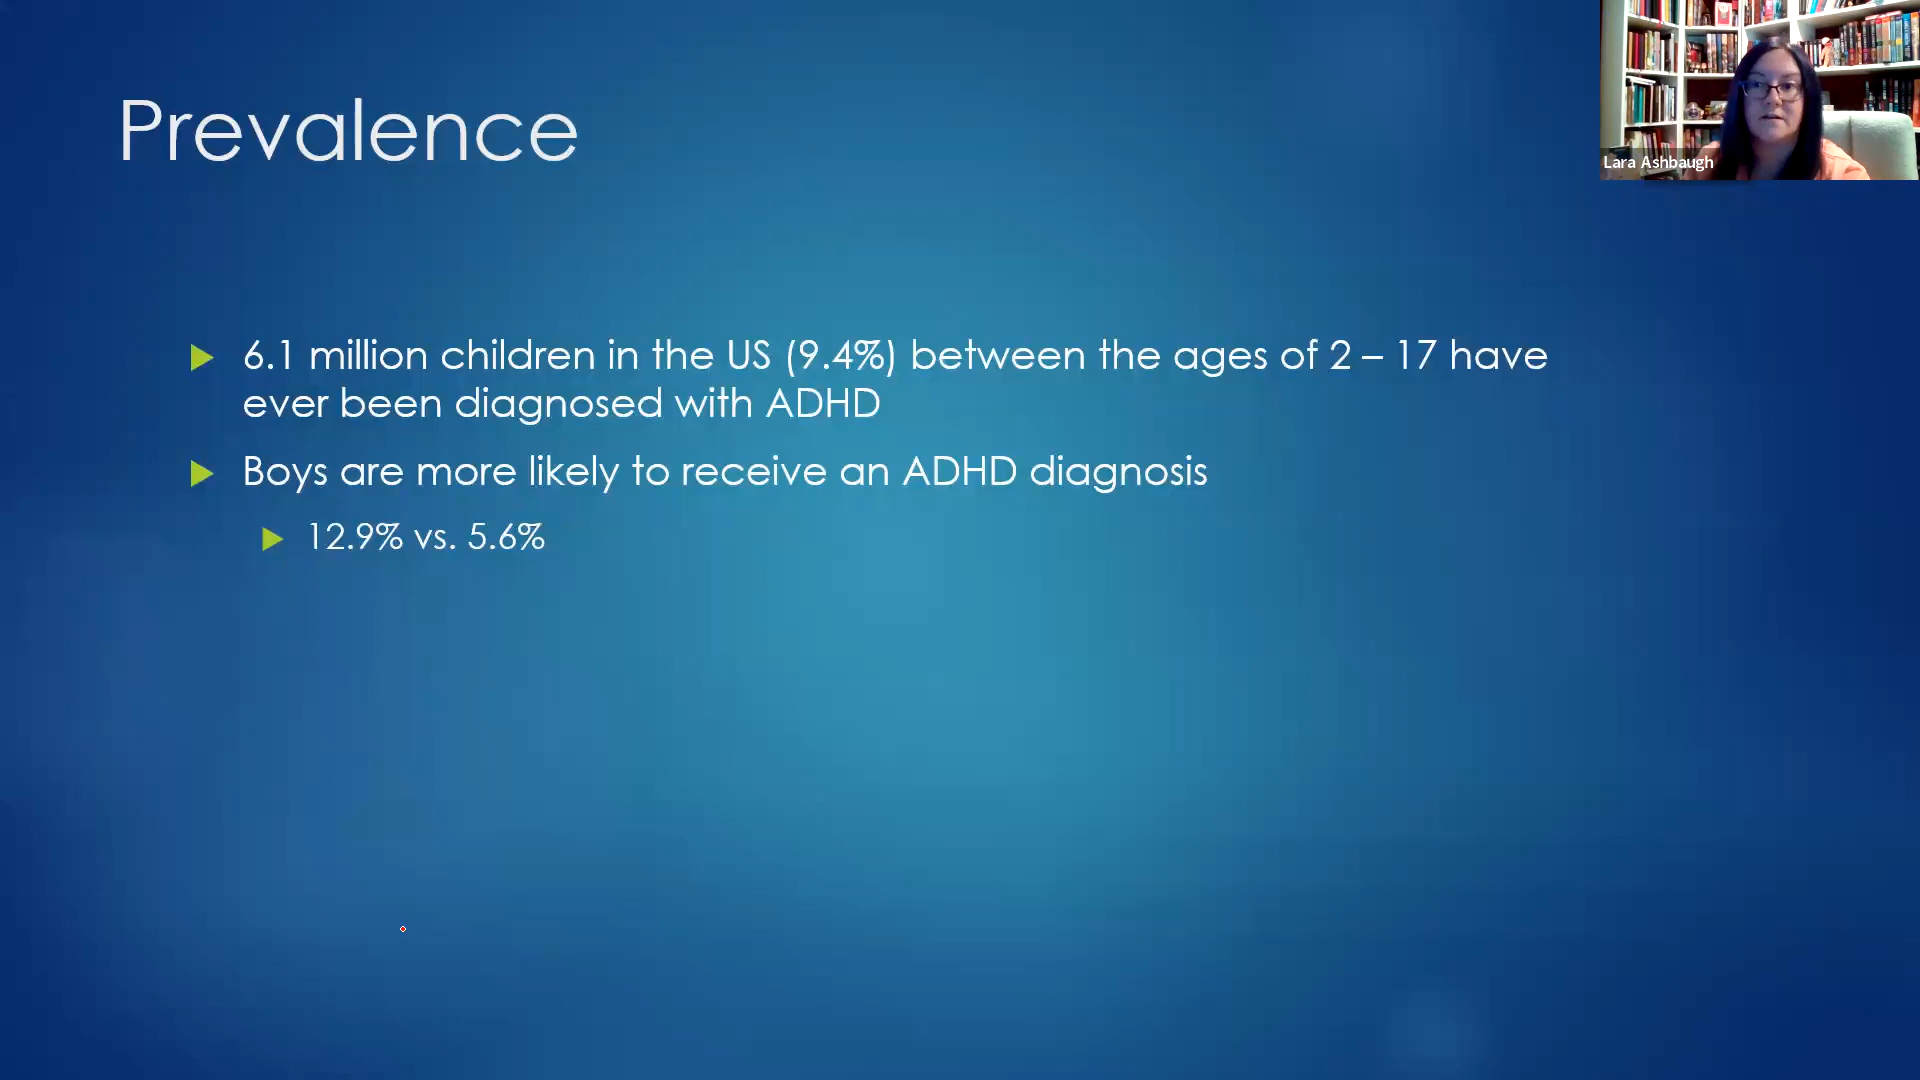 Prevalence
Lara Ashbaugh
6.1 million children in the US (9.4%) between the ages of 2 – 17 have
ever been diagnosed with ADHD
Boys are more likely to receive an ADHD diagnosis
12.9% vs. 5.6%